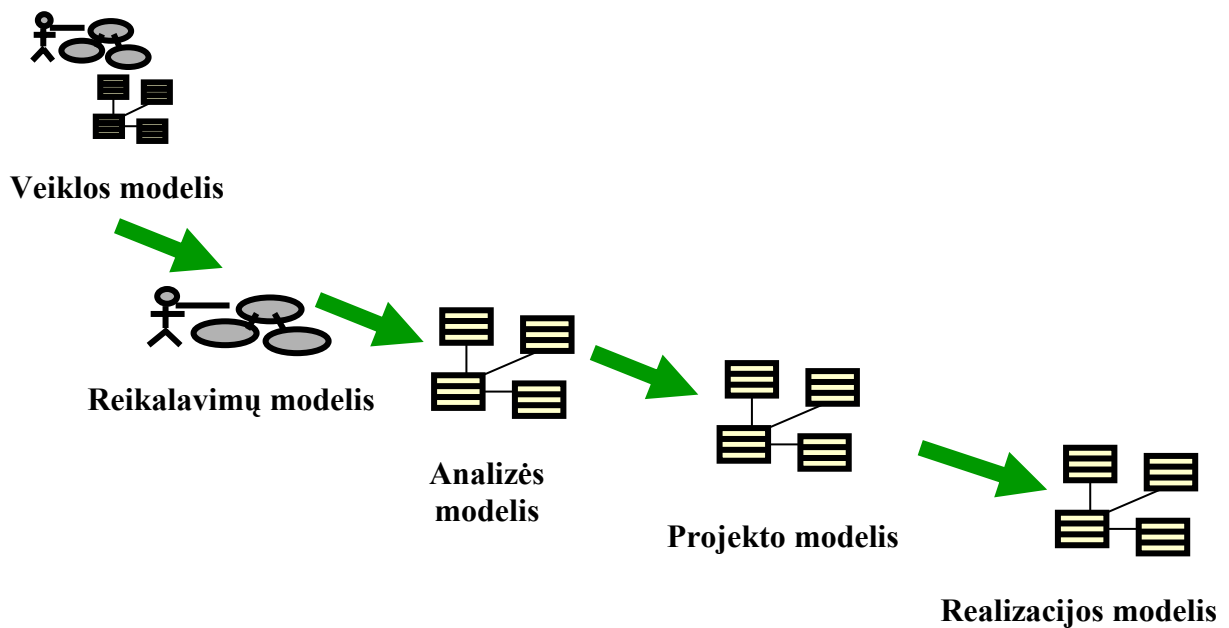 Veiklos modelis
Reikalavimų modelis
Analizės
modelis
Projekto modelis
Realizacijos modelis